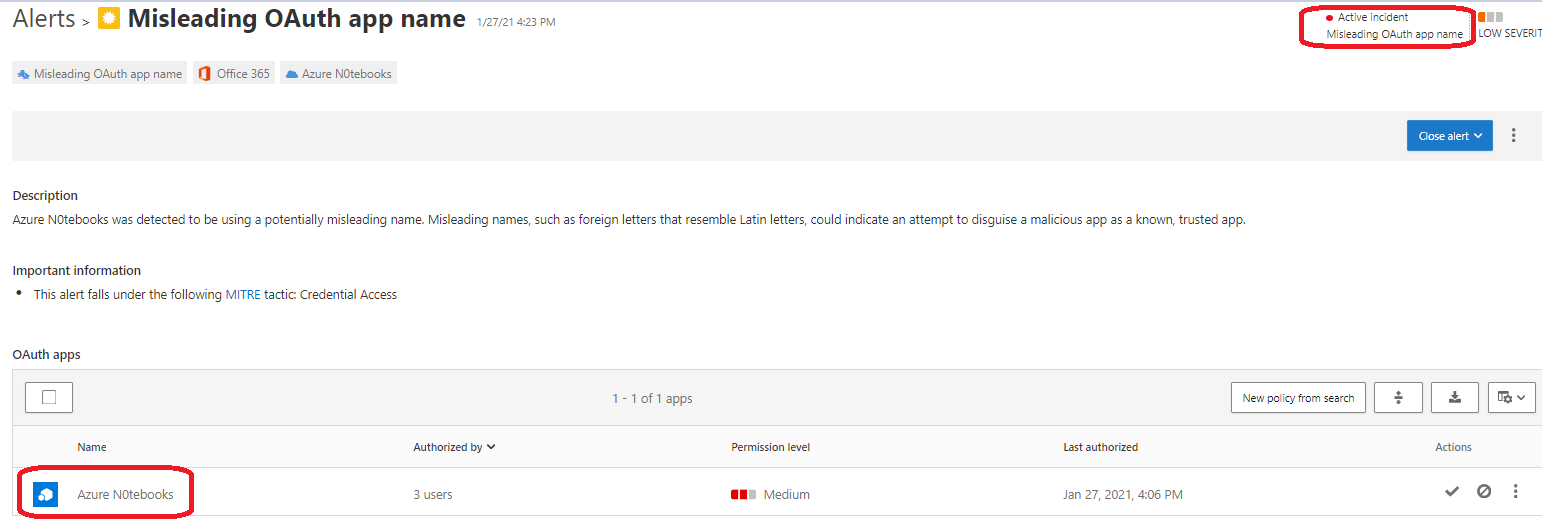 Alerts > Misleading OAuth app name 1/27/21 4:23 PM
Active incident
Misleading OAuth app name
LOW SEVERIT
Misleading OAuth app name Office 365 Azure N0tebooks
Close alert
Description
Azure N0tebooks was detected to be using a potentially misleading name. Misleading names, such as foreign letters that resemble Latin letters, could indicate an attempt to disguise a malicious app as a known, trusted app.
Important information
• This alert falls under the following MITRE tactic: Credential Access
OAuth apps
1 - 1 of 1 apps New policy from search
Name Authorized by Permission level Last authorized Actions
Azure N0tebooks 3 users Medium Jan 27, 2021, 4:06 PM